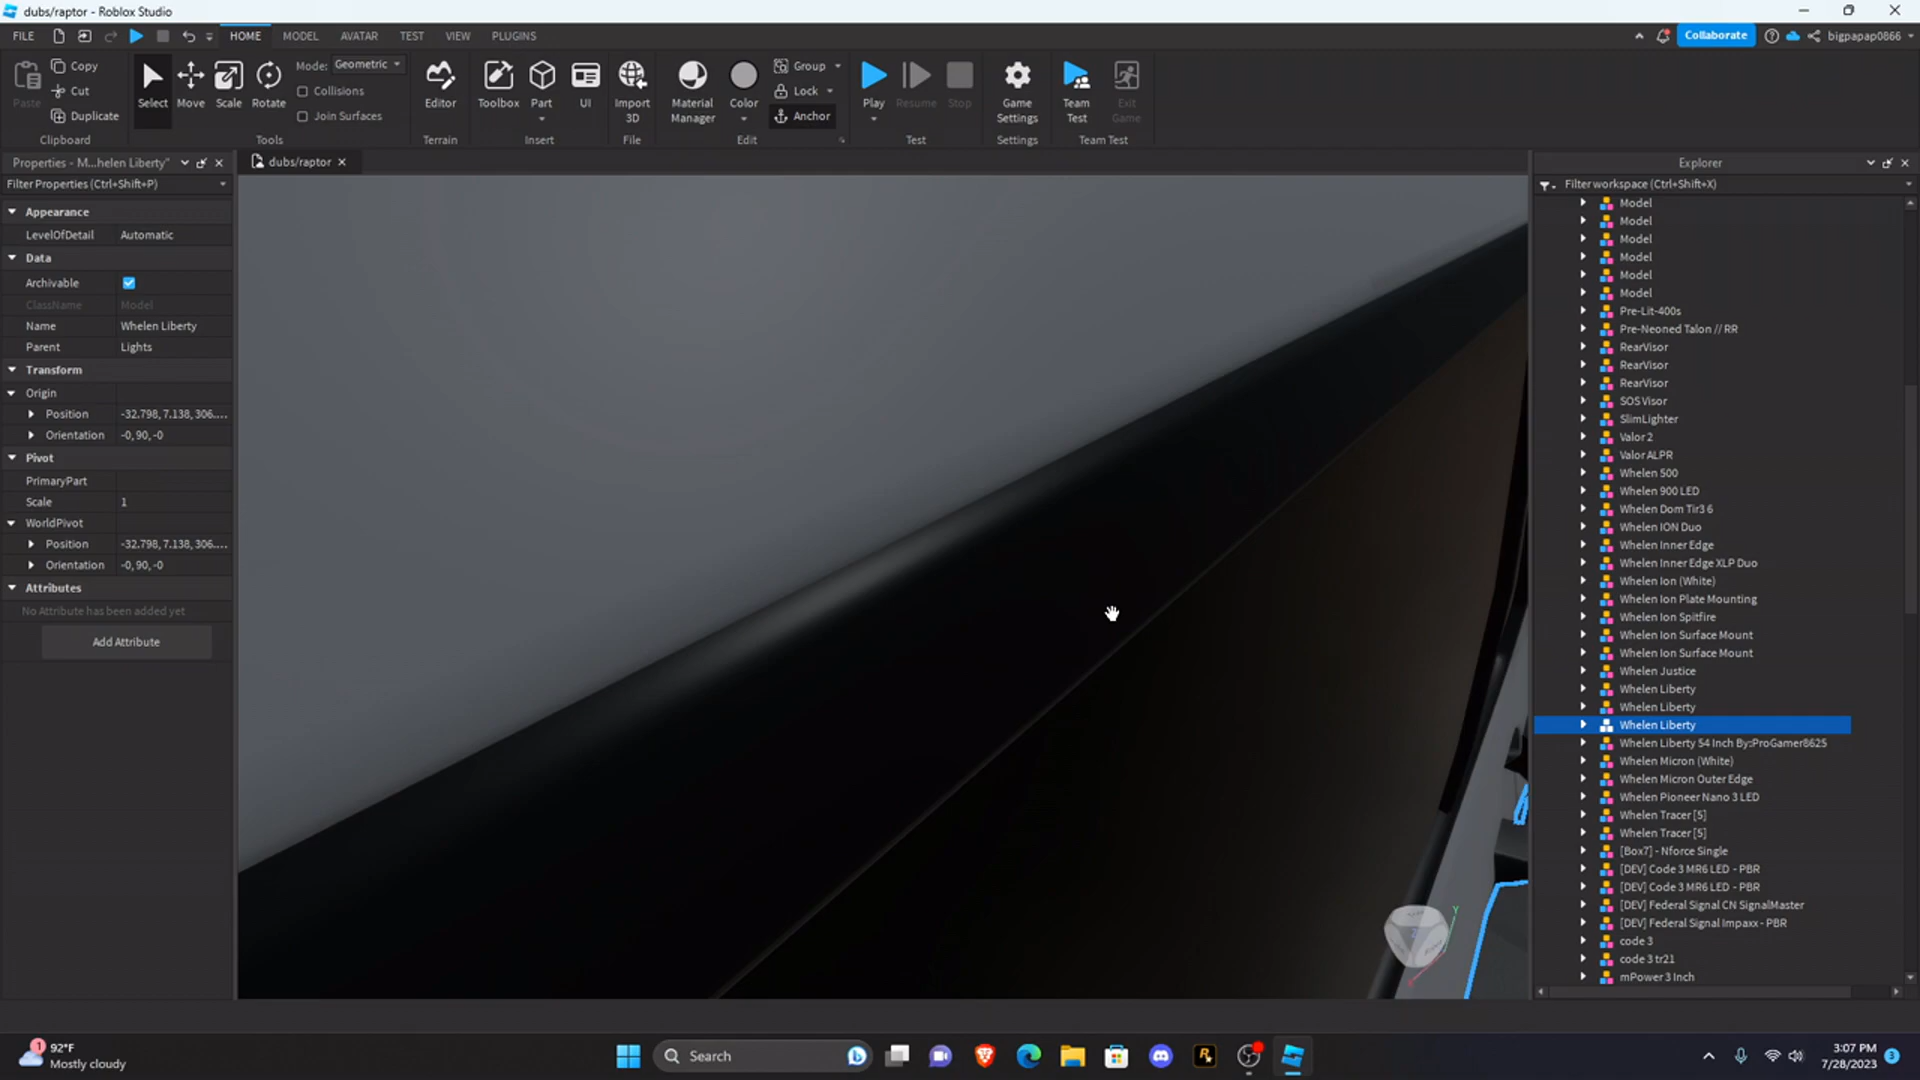 dubs/raptor - Roblox Studio
FILE
HOME
MODEL
AVATAR
TEST
VIEW
PLUGINS
Collaborate
bigpapap0866
Paste
Copy
Cut
Duplicate
Clipboard
Select
Move
Scale
Rotate
Mode: Geometric
Collisions
Join Surfaces
Tools
Editor
Terrain
Toolbox
Part
UI
Insert
Import 3D
File
Material Manager
Color
Group
Lock
Anchor
Edit
Play
Resume
Stop
Test
Game Settings
Settings
Team Test
Exit Game
Team Test
Properties - M...helen Liberty"
dubs/raptor
Explorer
Filter Properties (Ctrl+Shift+P)
Appearance
LevelOfDetail Automatic
Data
Archivable
ClassName Model
Name Whelen Liberty
Parent Lights
Transform
Origin
Position -32.798, 7.138, 306....
Orientation -0, 90, -0
Pivot
PrimaryPart
Scale 1
WorldPivot
Position -32.798, 7.138, 306....
Orientation -0, 90, -0
Attributes
No Attribute has been added yet
Add Attribute
Filter workspace (Ctrl+Shift+X)
Model
Model
Model
Model
Model
Model
Pre-Lit-400s
Pre-Neoned Talon // RR
RearVisor
RearVisor
RearVisor
SOS Visor
SlimLighter
Valor 2
Valor ALPR
Whelen 500
Whelen 900 LED
Whelen Dom Tir3 6
Whelen ION Duo
Whelen Inner Edge
Whelen Inner Edge XLP Duo
Whelen Ion (White)
Whelen Ion Plate Mounting
Whelen Ion Spitfire
Whelen Ion Surface Mount
Whelen Ion Surface Mount
Whelen Justice
Whelen Liberty
Whelen Liberty
Whelen Liberty
Whelen Liberty 54 Inch By:ProGamer8625
Whelen Micron (White)
Whelen Micron Outer Edge
Whelen Pioneer Nano 3 LED
Whelen Tracer [5]
Whelen Tracer [5]
[Box7] - Nforce Single
[DEV] Code 3 MR6 LED - PBR
[DEV] Code 3 MR6 LED - PBR
[DEV] Federal Signal CN SignalMaster
[DEV] Federal Signal Impaxx - PBR
code 3
code 3 tr21
mPower 3 Inch
Y
X
1
92°F
Mostly cloudy
Search
3:07 PM
7/28/2023
3